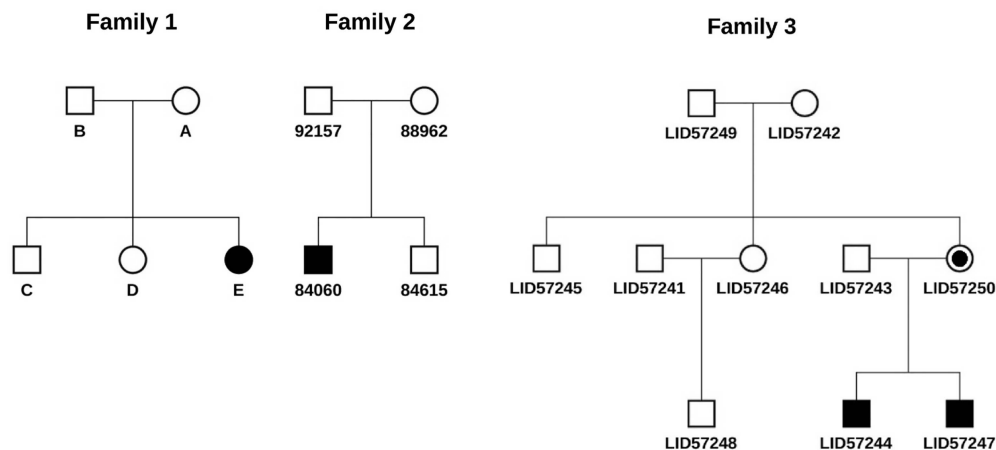 Family 1
Family 2
Family 3
B
A
92157
88962
LID57249
LID57242
C
D
E
84060
84615
LID57245
LID57241
LID57246
LID57243
LID57250
LID57248
LID57244
LID57247